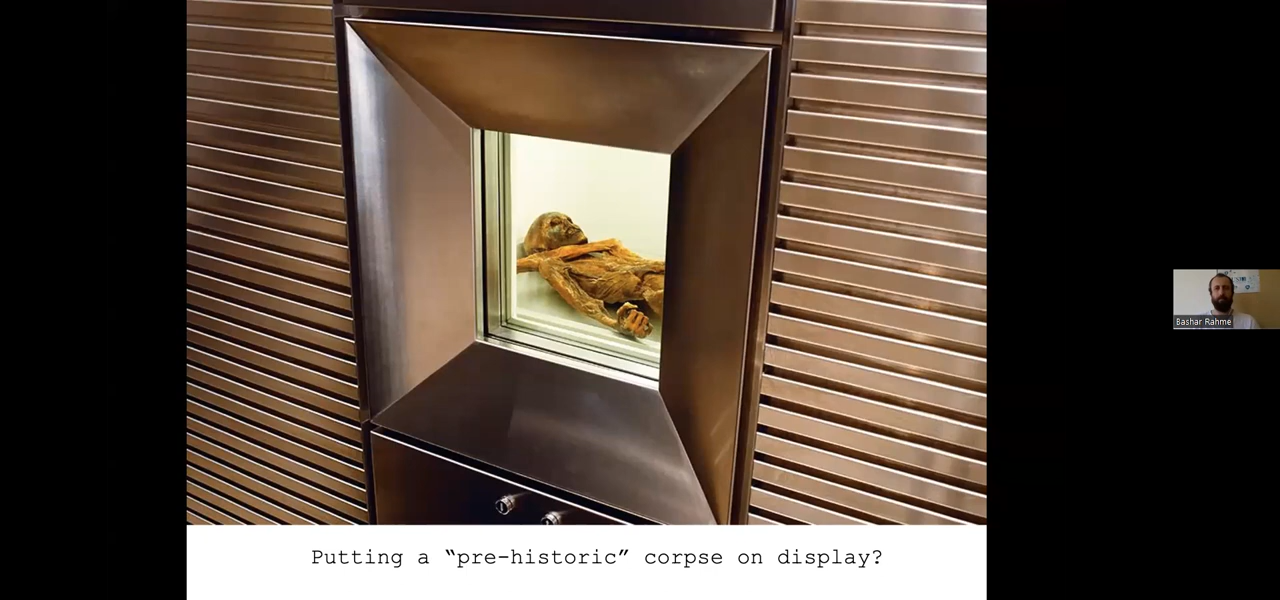 Putting a “pre-historic” corpse on display?
Bashar Rahme